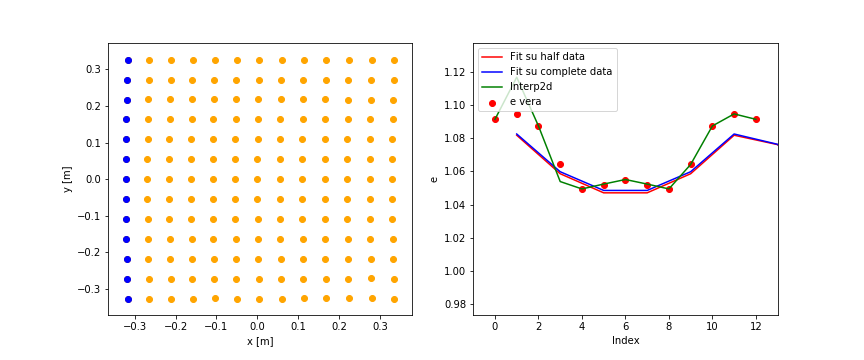 0.3
0.2
0.1
0.0
−0.1
−0.2
−0.3
y [m]
−0.3 −0.2 −0.1 0.0 0.1 0.2 0.3
x [m]
Fit su half data
Fit su complete data
Interp2d
e vera
1.12
1.10
1.08
1.06
1.04
1.02
1.00
0.98
e
0 2 4 6 8 10 12
Index